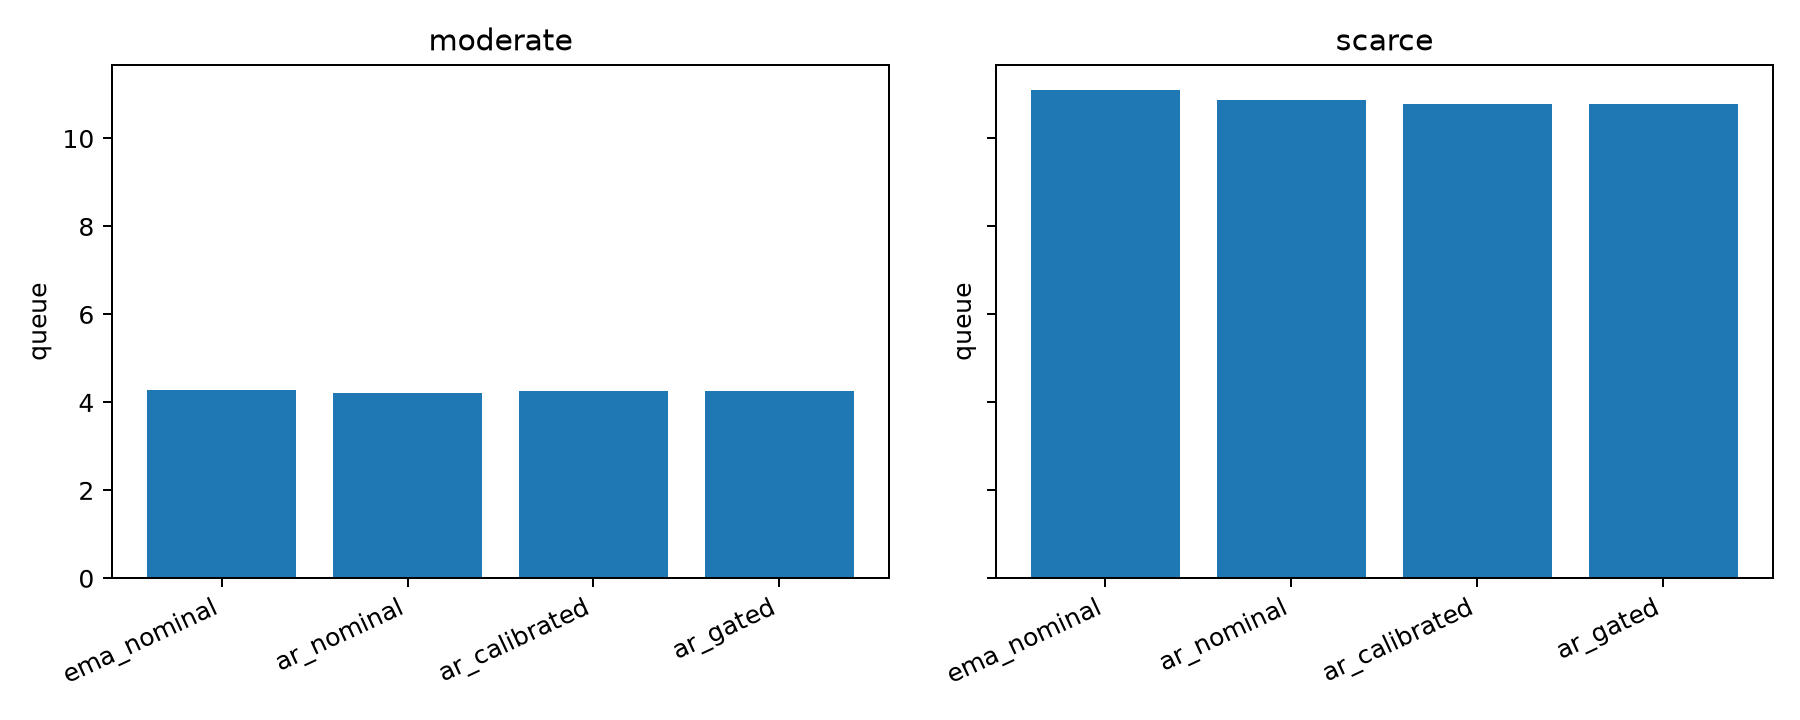 moderate
queue
10
8
6
4
2
0
ema_nominal
ar_nominal
ar_calibrated
ar_gated
scarce
queue
ema_nominal
ar_nominal
ar_calibrated
ar_gated